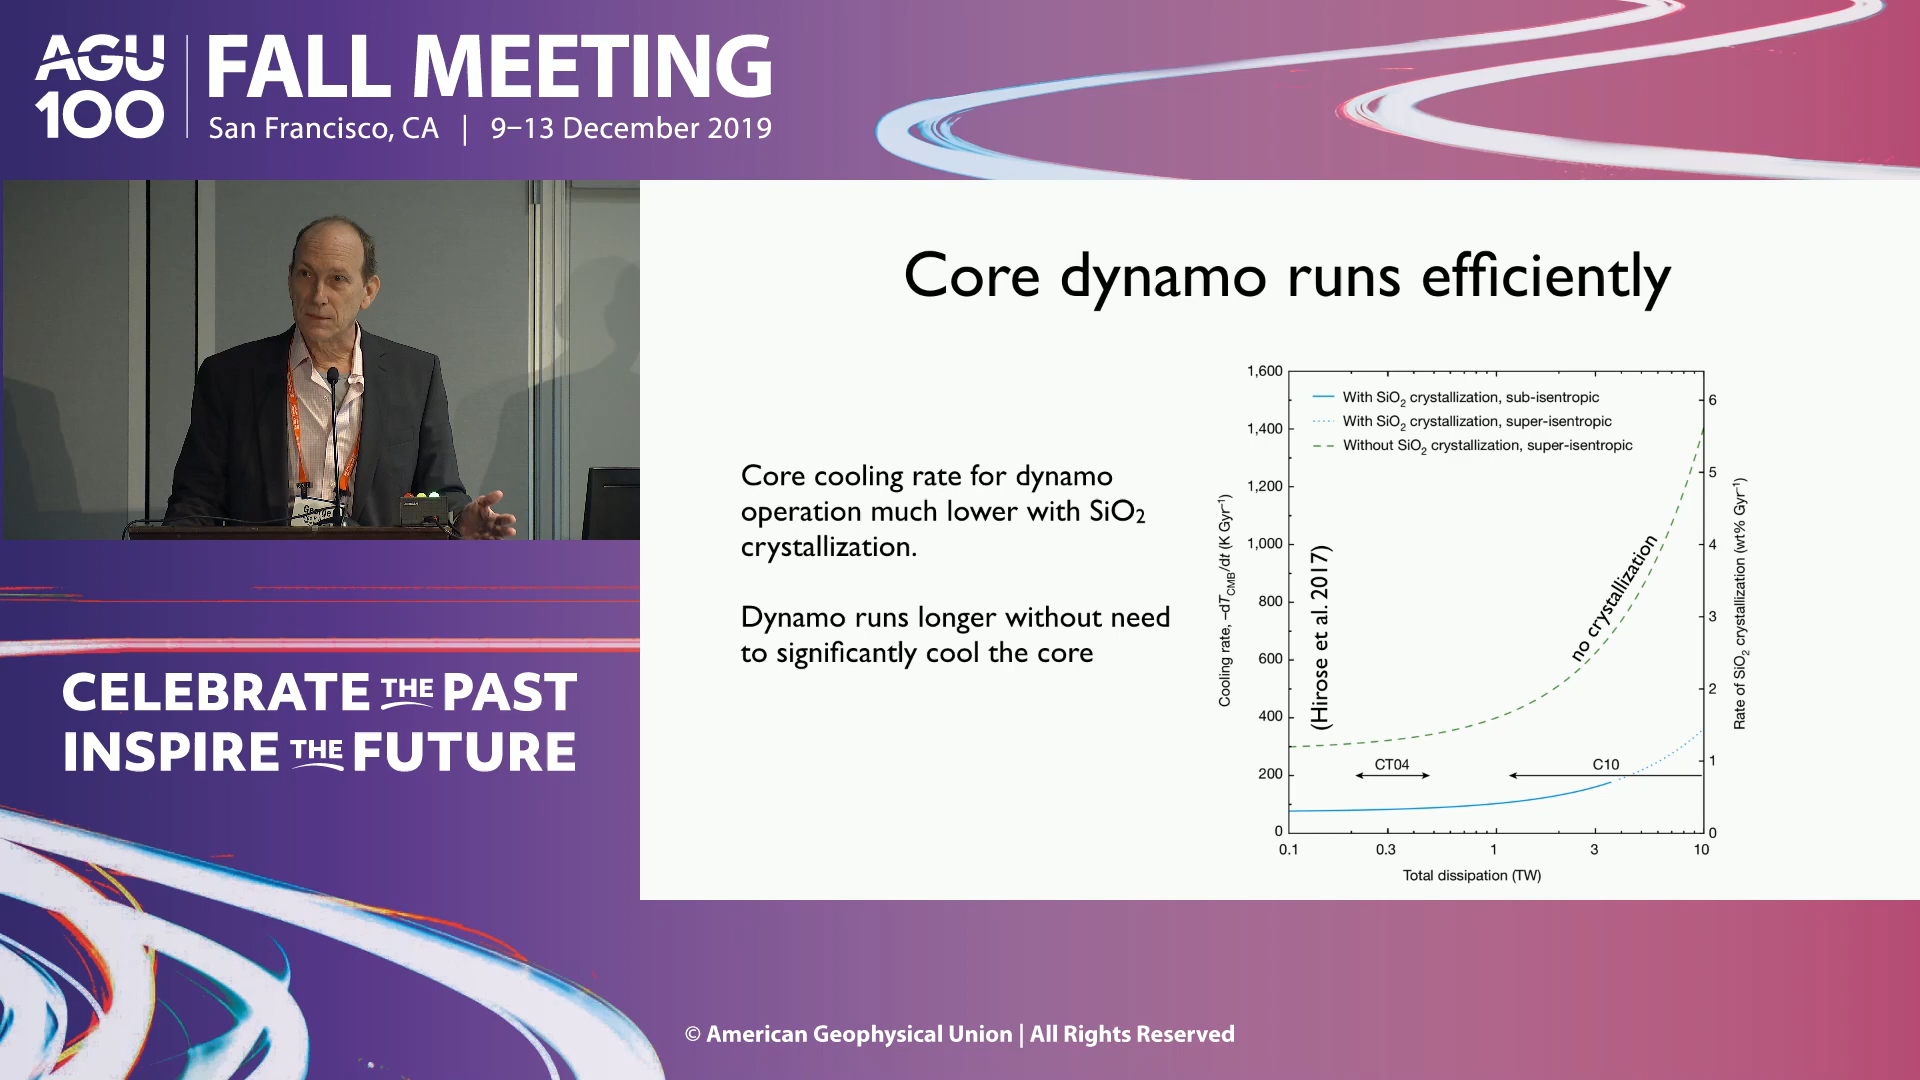 AGU
100
FALL MEETING
San Francisco, CA | 9–13 December 2019
George
CELEBRATE THE PAST
INSPIRE THE FUTURE
Core dynamo runs efficiently
Core cooling rate for dynamo
operation much lower with SiO2
crystallization.
Dynamo runs longer without need
to significantly cool the core
With SiO2 crystallization, sub-isentropic
With SiO2 crystallization, super-isentropic
Without SiO2 crystallization, super-isentropic
1,600
1,400
1,200
1,000
800
600
400
200
0
Cooling rate, –dTCMB/dt (K Gyr–1)
(Hirose et al. 2017)
no crystallization
CT04
C10
6
5
4
3
2
1
0
Rate of SiO2 crystallization (wt% Gyr–1)
0.1 0.3 1 3 10
Total dissipation (TW)
© American Geophysical Union | All Rights Reserved